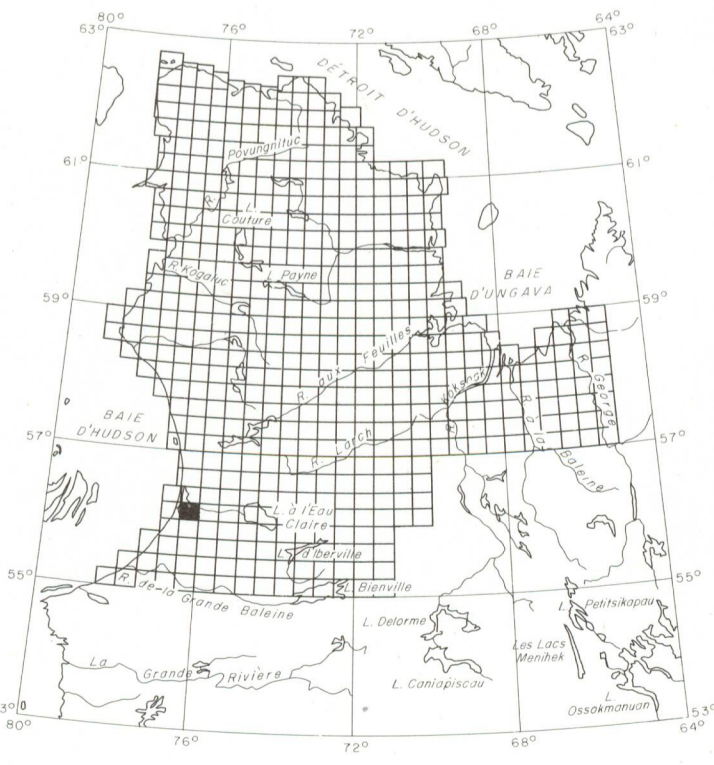 80°
76°
72°
68°
64°
63°
63°
DÉTROIT D'HUDSON
61°
61°
R. Povungnituc
L. Couture
R. Kogaluc
L. Payne
BAIE
D'UNGAVA
59°
59°
R. aux Feuilles
R. Koksoak
R. à la Baleine
R. George
R. Larch
BAIE
D'HUDSON
57°
57°
L. à l'Eau
Claire
L. d'Iberville
55°
55°
R. de-la Grande Baleine
L. Bienville
L. Delorme
L. Petitsikapau
Les Lacs
Menihek
La Grande Rivière
L. Caniapiscau
L.
Ossokmanuan
3°
53°
80°
76°
72°
68°
64°